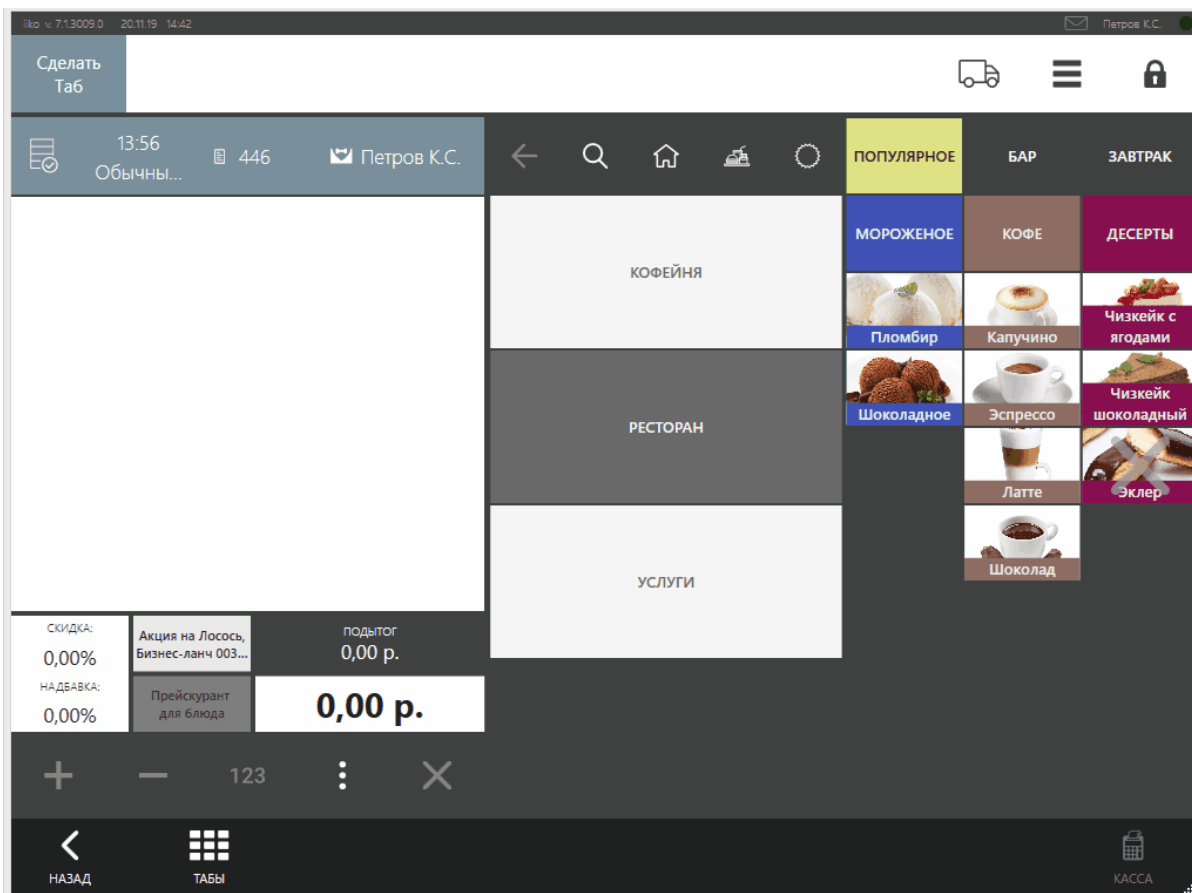 iiko v. 7.1.3009.0 20.11.19 14:42
Петров К.С.
Сделать
Таб
13:56
Обычны...
446
Петров К.С.
ПОПУЛЯРНОЕ
БАР
ЗАВТРАК
МОРОЖЕНОЕ
КОФЕ
ДЕСЕРТЫ
КОФЕЙНЯ
Пломбир
Капучино
Чизкейк с
ягодами
РЕСТОРАН
Шоколадное
Эспрессо
Чизкейк
шоколадный
Латте
Эклер
УСЛУГИ
Шоколад
СКИДКА:
0,00%
НАДБАВКА:
0,00%
Акция на Лосось,
Бизнес-ланч 003...
Прейскурант
для блюда
ПОДЫТОГ
0,00 р.
0,00 р.
123
НАЗАД
ТАБЫ
КАССА